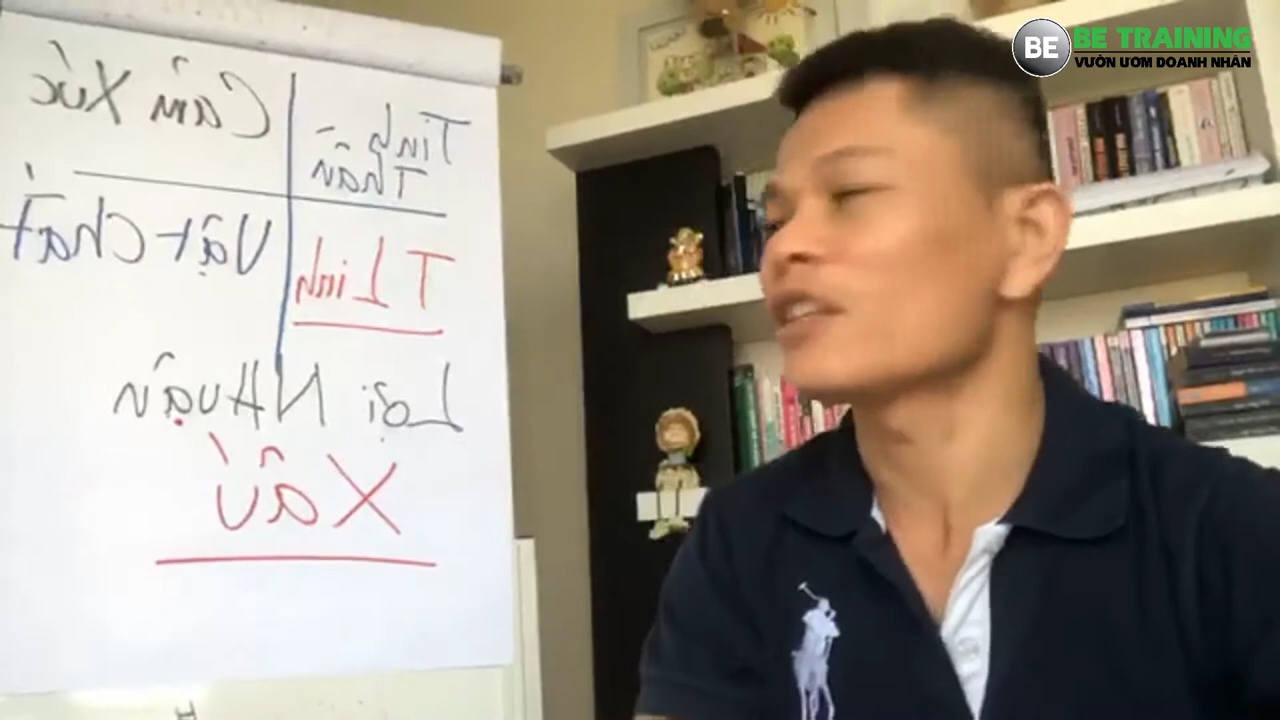 BE
BE TRAINING
VƯỜN ƯƠM DOANH NHÂN
Tinh Thần
Cảm Xúc
T Linh
Vật chất
Lợi NHuận
Xấu